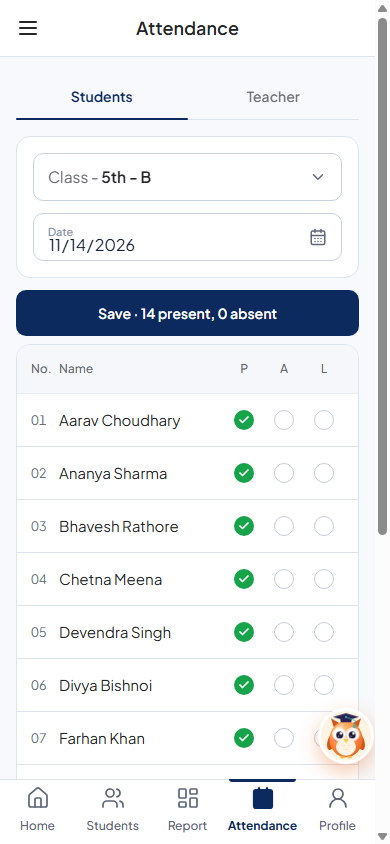 Attendance
Students Teacher
Class - 5th - B
Date
11/14/2026
Save · 14 present, 0 absent
No. Name P A L
01 Aarav Choudhary
02 Ananya Sharma
03 Bhavesh Rathore
04 Chetna Meena
05 Devendra Singh
06 Divya Bishnoi
07 Farhan Khan
Home Students Report Attendance Profile